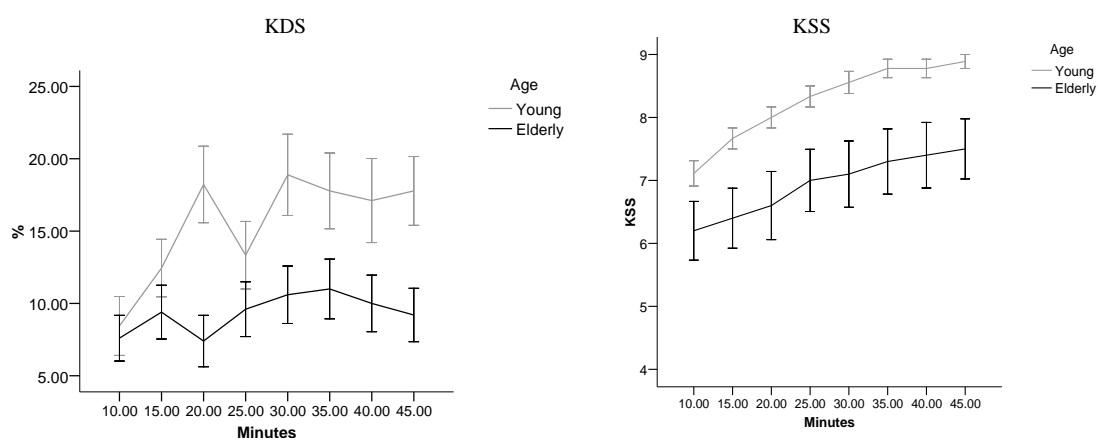 KDS
25.00
20.00
15.00
10.00
5.00
%
10.00 15.00 20.00 25.00 30.00 35.00 40.00 45.00
Minutes
Age
Young
Elderly
KSS
9
8
7
6
5
4
KSS
10.00 15.00 20.00 25.00 30.00 35.00 40.00 45.00
Minutes
Age
Young
Elderly